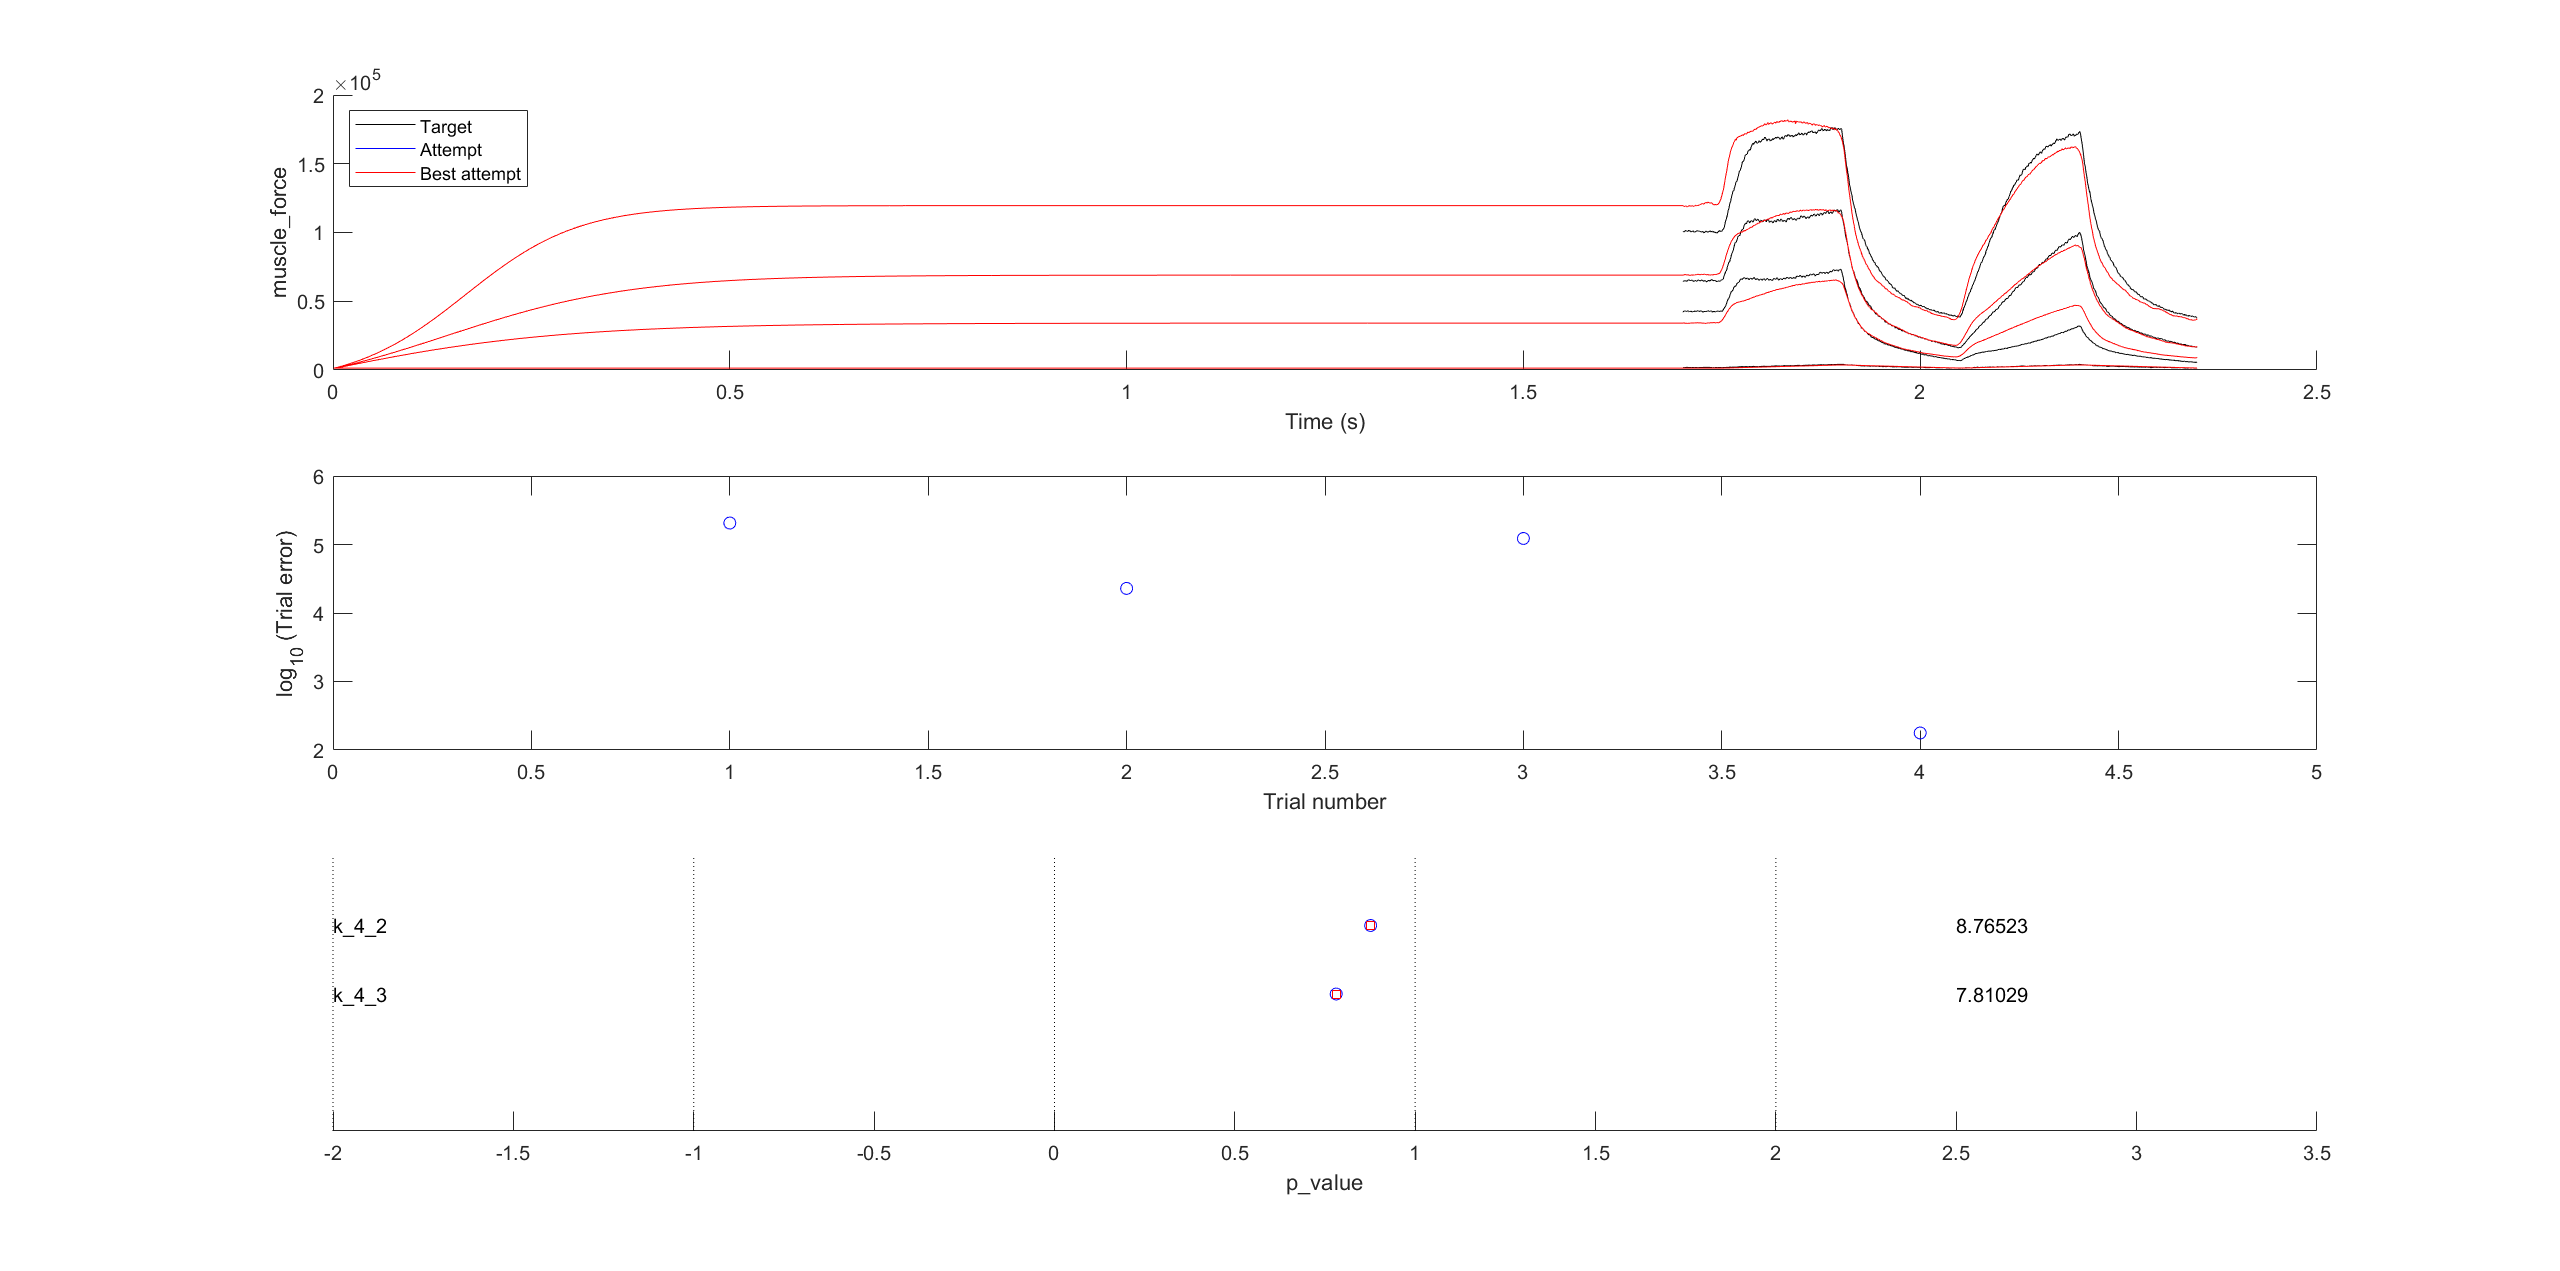 ×10^5
2
1.5
1
0.5
0
muscle_force
Target
Attempt
Best attempt
0 0.5 1 1.5 2 2.5
Time (s)
6
5
4
3
2
log_10 (Trial error)
0 0.5 1 1.5 2 2.5 3 3.5 4 4.5 5
Trial number
k_4_2 8.76523
k_4_3 7.81029
-2 -1.5 -1 -0.5 0 0.5 1 1.5 2 2.5 3 3.5
p_value